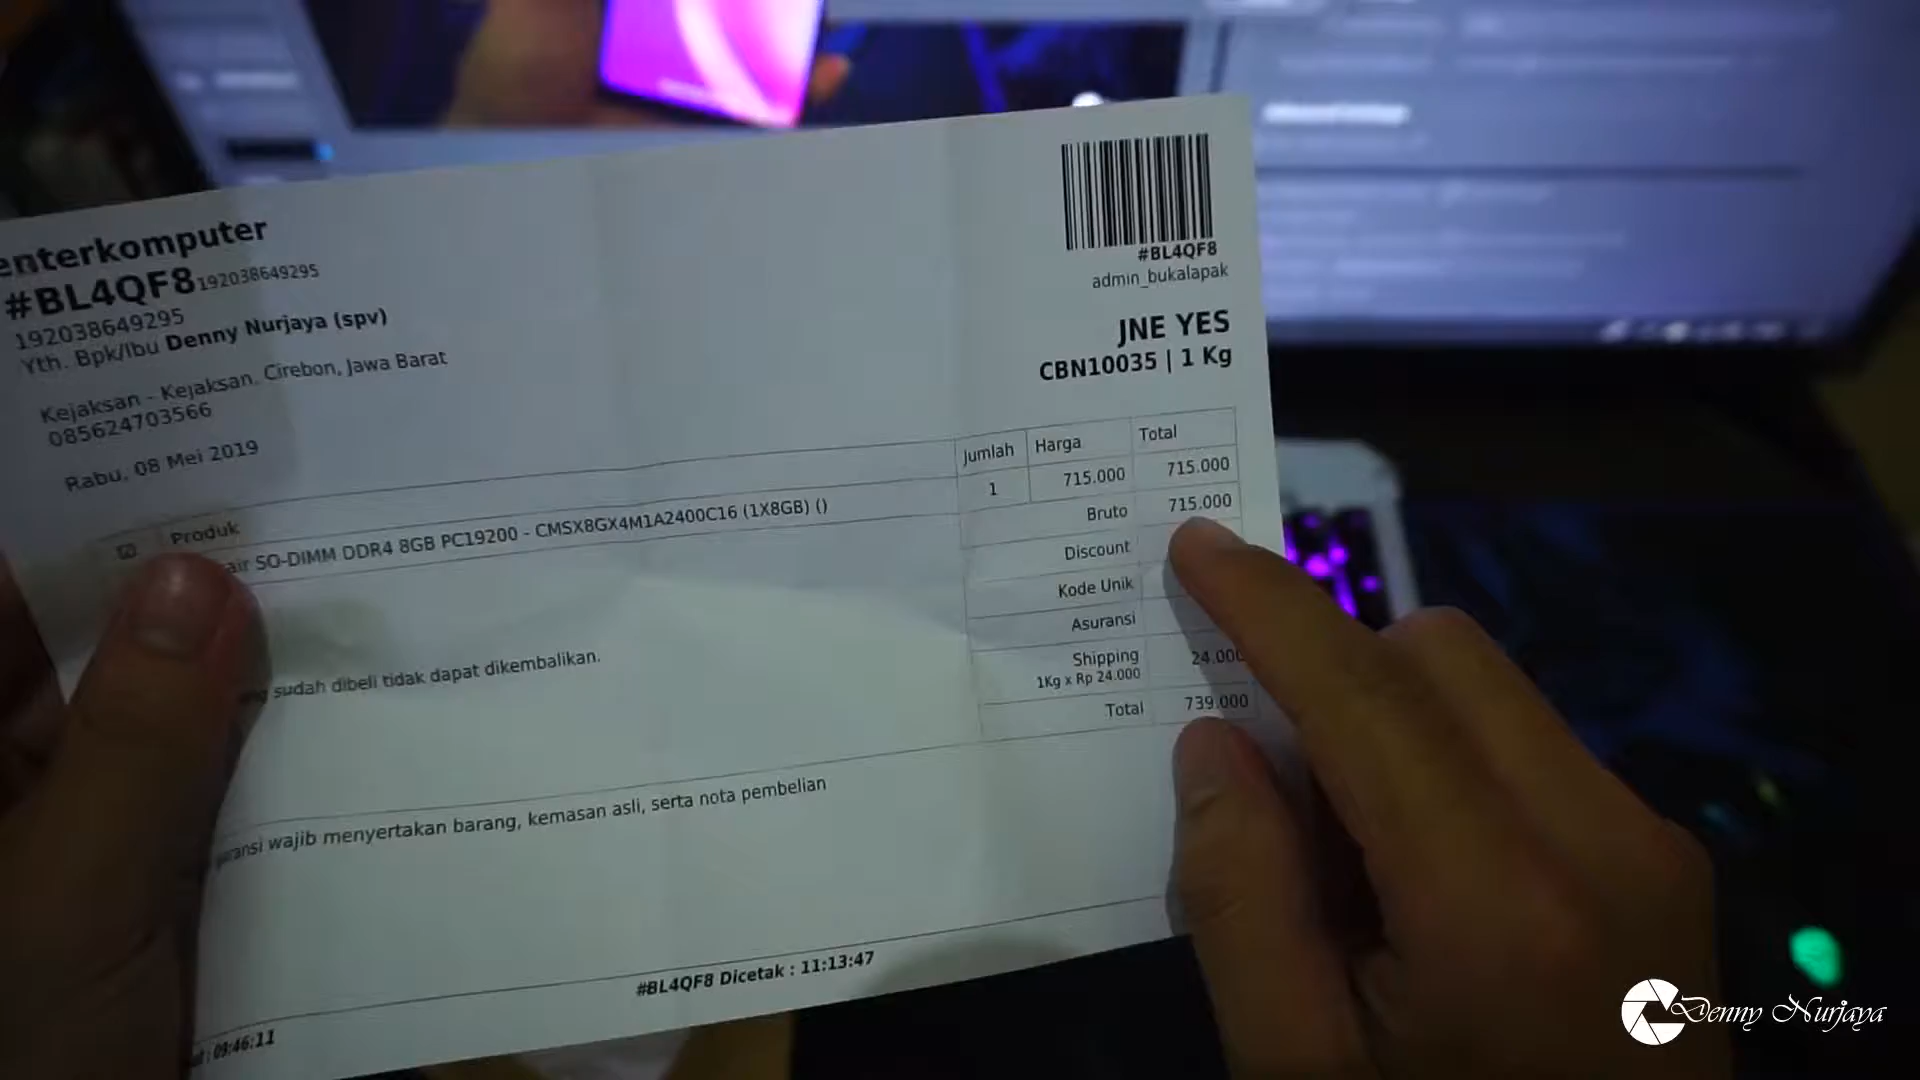 enterkomputer
#BL4QF8 192038649295
192038649295
Yth. Bpk/Ibu Denny Nurjaya (spv)
Kejaksan - Kejaksan, Cirebon, Jawa Barat
085624703566
Rabu, 08 Mei 2019
#BL4QF8
admin_bukalapak
JNE YES
CBN10035 | 1 Kg
Produk Jumlah Harga Total
air SO-DIMM DDR4 8GB PC19200 - CMSX8GX4M1A2400C16 (1X8GB) () 1 715.000 715.000
Bruto 715.000
Discount
Kode Unik
Asuransi
Shipping 24.000
1Kg x Rp 24.000
Total 739.000
sudah dibeli tidak dapat dikembalikan.
wajib menyertakan barang, kemasan asli, serta nota pembelian
#BL4QF8 Dicetak : 11:13:47
: 09:46:11
Denny Nurjaya